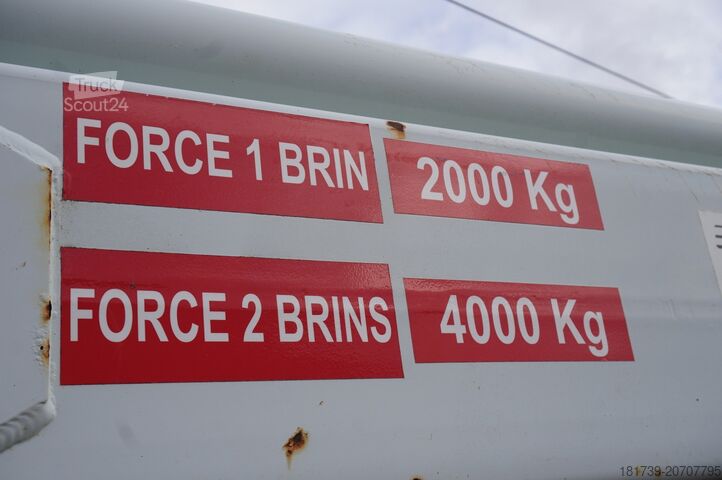 Truck
Scout24
FORCE 1 BRIN 2000 Kg
FORCE 2 BRINS 4000 Kg
181739-20707795